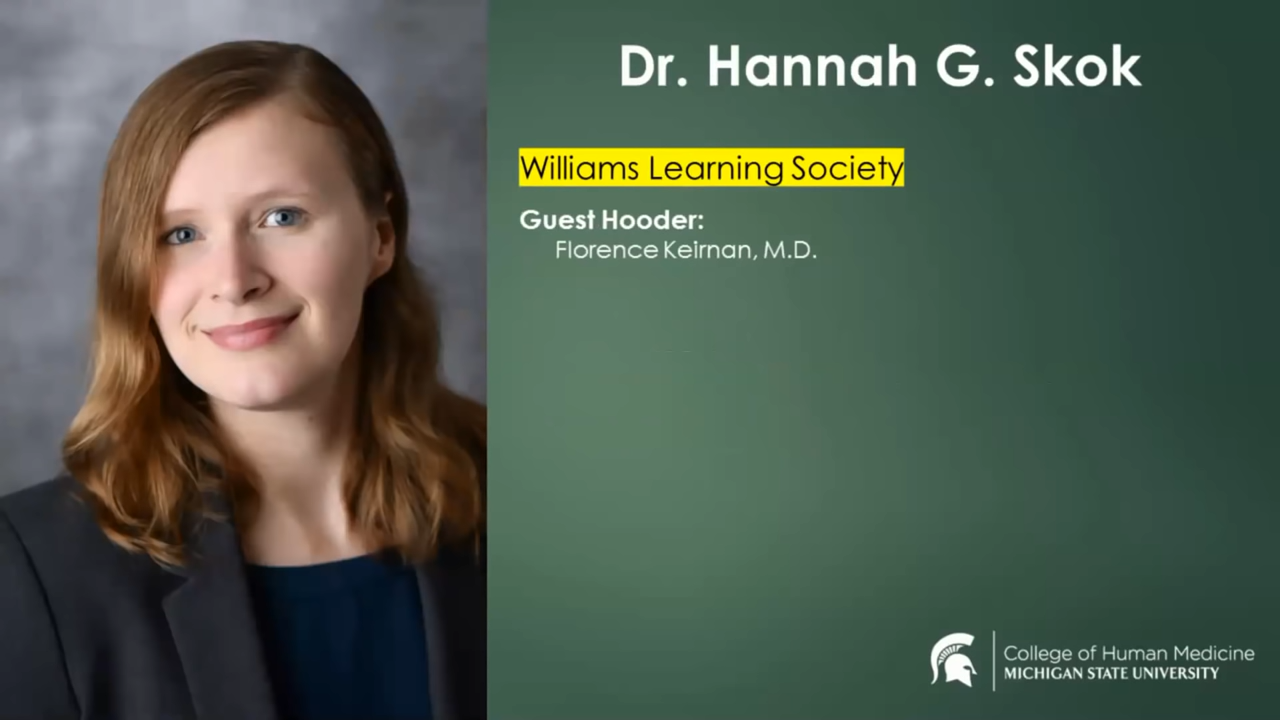 Dr. Hannah G. Skok
Williams Learning Society
Guest Hooder:
Florence Keirnan, M.D.
College of Human Medicine
MICHIGAN STATE UNIVERSITY